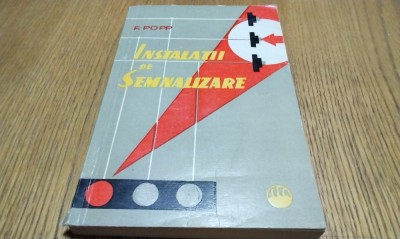 F. POPP
INSTALATII
DE
SEMNALIZARE